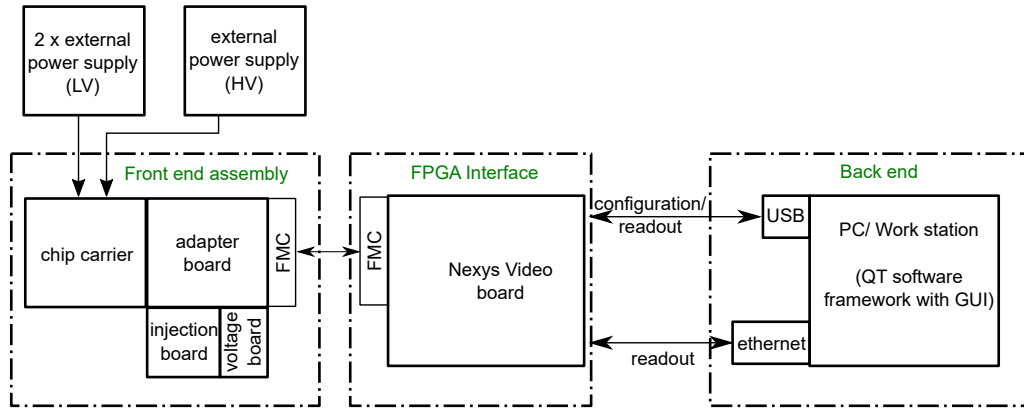 2 x external
power supply
(LV)
external
power supply
(HV)
Front end assembly
FPGA Interface
Back end
chip carrier
adapter
board
FMC
injection
board
voltage
board
FMC
Nexys Video
board
configuration/
readout
readout
USB
ethernet
PC/ Work station
(QT software
framework with GUI)